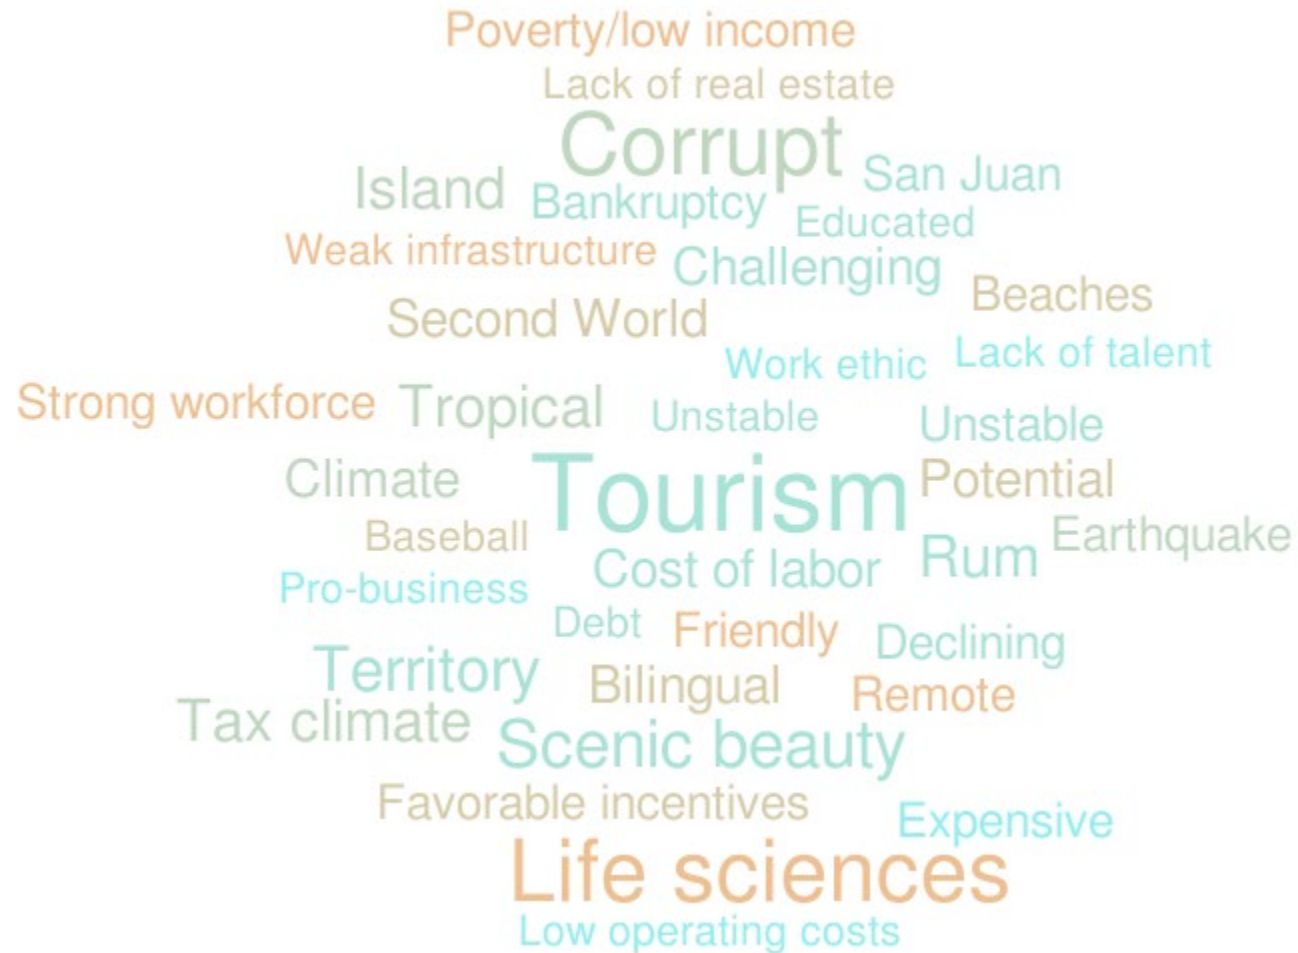 Poverty/low income
Lack of real estate
Corrupt
San Juan
Island
Bankruptcy
Educated
Weak infrastructure
Challenging
Beaches
Second World
Work ethic
Lack of talent
Strong workforce
Tropical
Unstable
Unstable
Climate
Tourism
Potential
Baseball
Earthquake
Cost of labor
Rum
Pro-business
Debt
Friendly
Declining
Territory
Bilingual
Remote
Tax climate
Scenic beauty
Favorable incentives
Expensive
Life sciences
Low operating costs